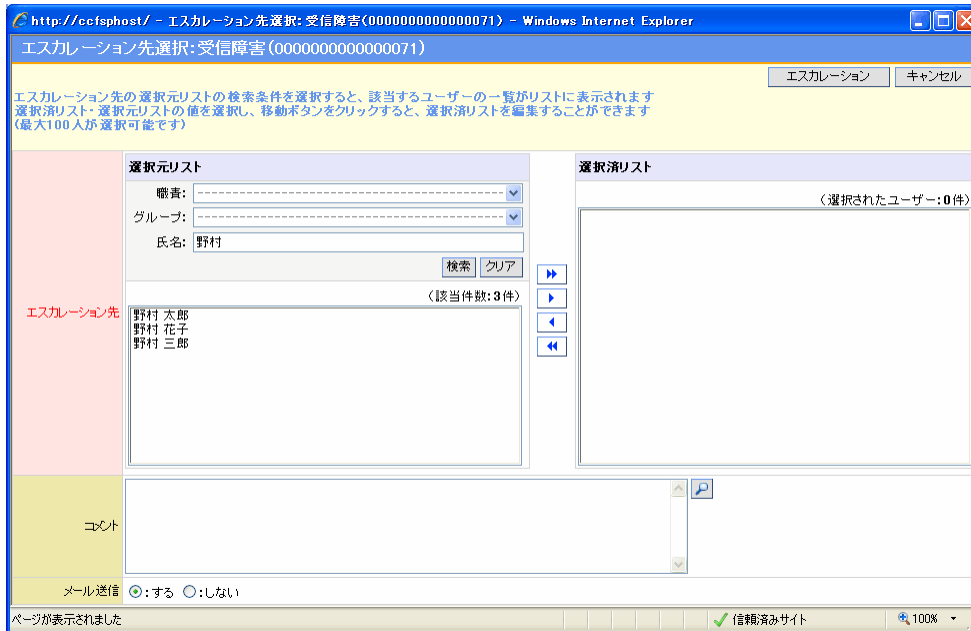 http://ccfsphost/ - エスカレーション先選択: 受信障害(0000000000000071) - Windows Internet Explorer
エスカレーション先選択:受信障害(0000000000000071)
エスカレーション キャンセル
エスカレーション先の選択元リストの検索条件を選択すると、該当するユーザーの一覧がリストに表示されます
選択済リスト・選択元リストの値を選択し、移動ボタンをクリックすると、選択済リストを編集することができます
(最大100人が選択可能です)
選択元リスト
職責: --------------------------------------------
グループ: --------------------------------------------
氏名: 野村
検索 クリア
(該当件数:3件)
エスカレーション先
野村 太郎
野村 花子
野村 三郎
選択済リスト
(選択されたユーザー:0件)
コメント
メール送信 :する :しない
ページが表示されました
信頼済みサイト
100%